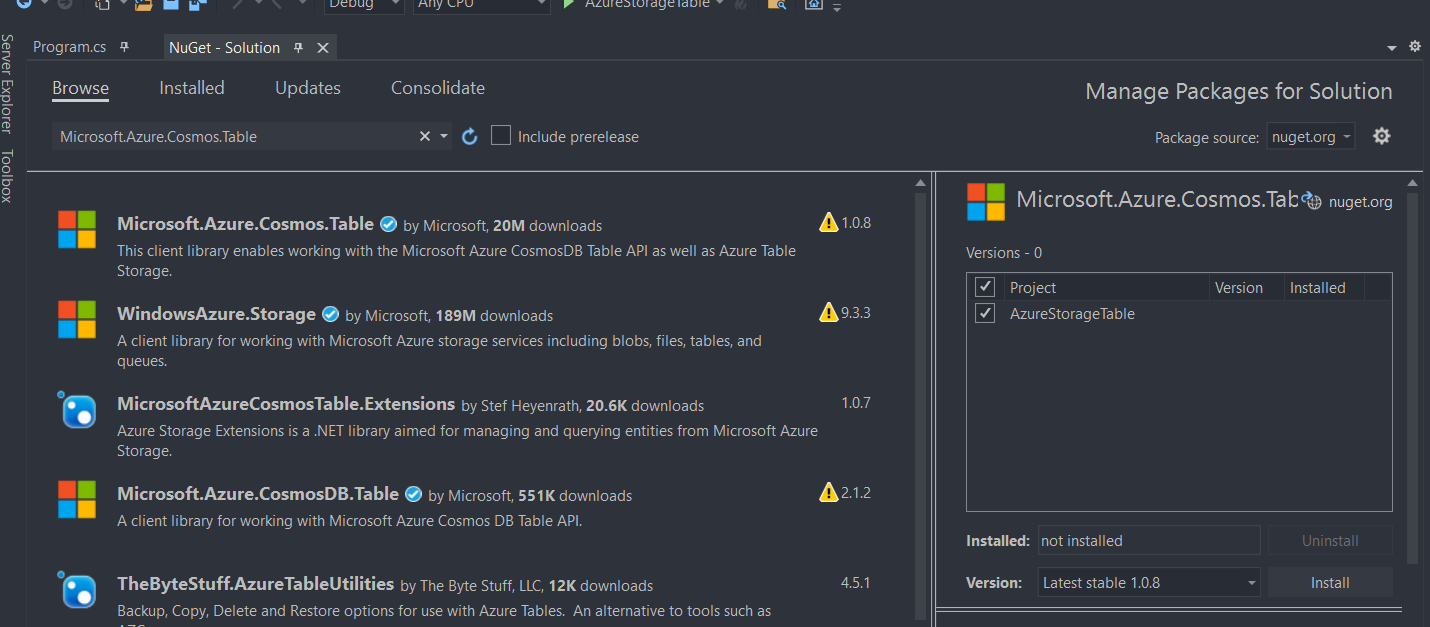 Debug
Any CPU
AzureStorageTable
Server Explorer
Toolbox
Program.cs
NuGet - Solution
Browse
Installed
Updates
Consolidate
Manage Packages for Solution
Microsoft.Azure.Cosmos.Table
Include prerelease
Package source: nuget.org
Microsoft.Azure.Cosmos.Table by Microsoft, 20M downloads
1.0.8
This client library enables working with the Microsoft Azure CosmosDB Table API as well as Azure Table
Storage.
WindowsAzure.Storage by Microsoft, 189M downloads
9.3.3
A client library for working with Microsoft Azure storage services including blobs, files, tables, and
queues.
MicrosoftAzureCosmosTable.Extensions by Stef Heyenrath, 20.6K downloads
1.0.7
Azure Storage Extensions is a .NET library aimed for managing and querying entities from Microsoft Azure
Storage.
Microsoft.Azure.CosmosDB.Table by Microsoft, 551K downloads
2.1.2
A client library for working with Microsoft Azure Cosmos DB Table API.
TheByteStuff.AzureTableUtilities by The Byte Stuff, LLC, 12K downloads
4.5.1
Backup, Copy, Delete and Restore options for use with Azure Tables. An alternative to tools such as
Microsoft.Azure.Cosmos.Tab
nuget.org
Versions - 0
Project Version Installed
AzureStorageTable
Installed: not installed Uninstall
Version: Latest stable 1.0.8 Install